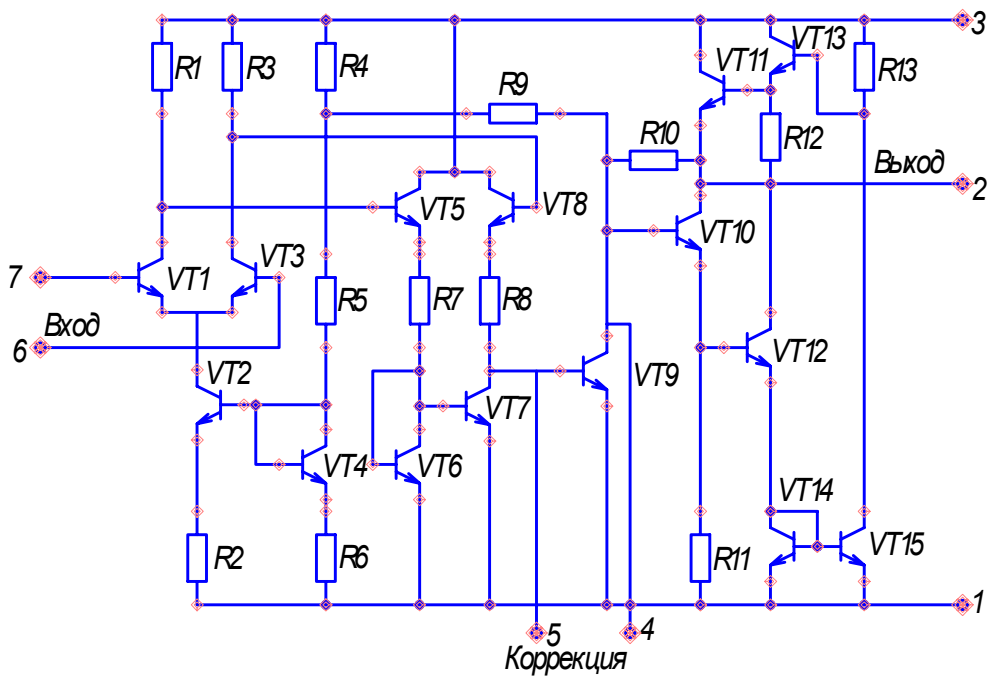 3
R1
R3
R4
R9
VT11
VT13
R13
R10
R12
Выход
2
VT5
VT8
VT10
7
VT1
VT3
R5
R7
R8
Вход
6
VT2
VT9
VT12
VT7
VT4
VT6
VT14
R2
R6
R11
VT15
1
5
4
Коррекция